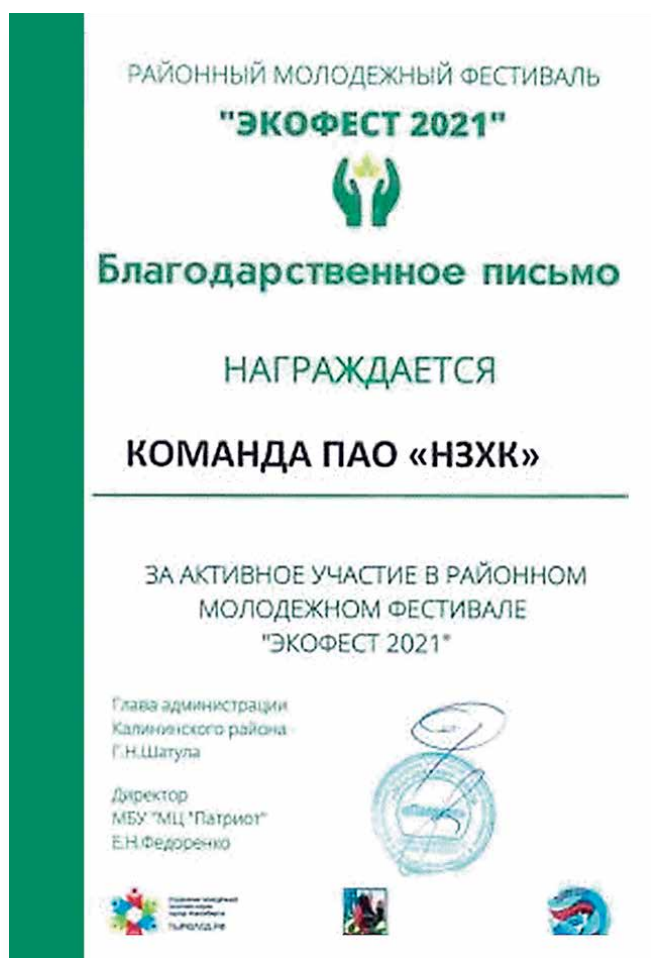 РАЙОННЫЙ МОЛОДЕЖНЫЙ ФЕСТИВАЛЬ
"ЭКОФЕСТ 2021"
Благодарственное письмо
НАГРАЖДАЕТСЯ
КОМАНДА ПАО «НЗХК»
ЗА АКТИВНОЕ УЧАСТИЕ В РАЙОННОМ
МОЛОДЕЖНОМ ФЕСТИВАЛЕ
"ЭКОФЕСТ 2021"
Глава администрации
Калининского района
Г.Н.Шатула
Директор
МБУ "МЦ "Патриот"
Е.Н.Федоренко